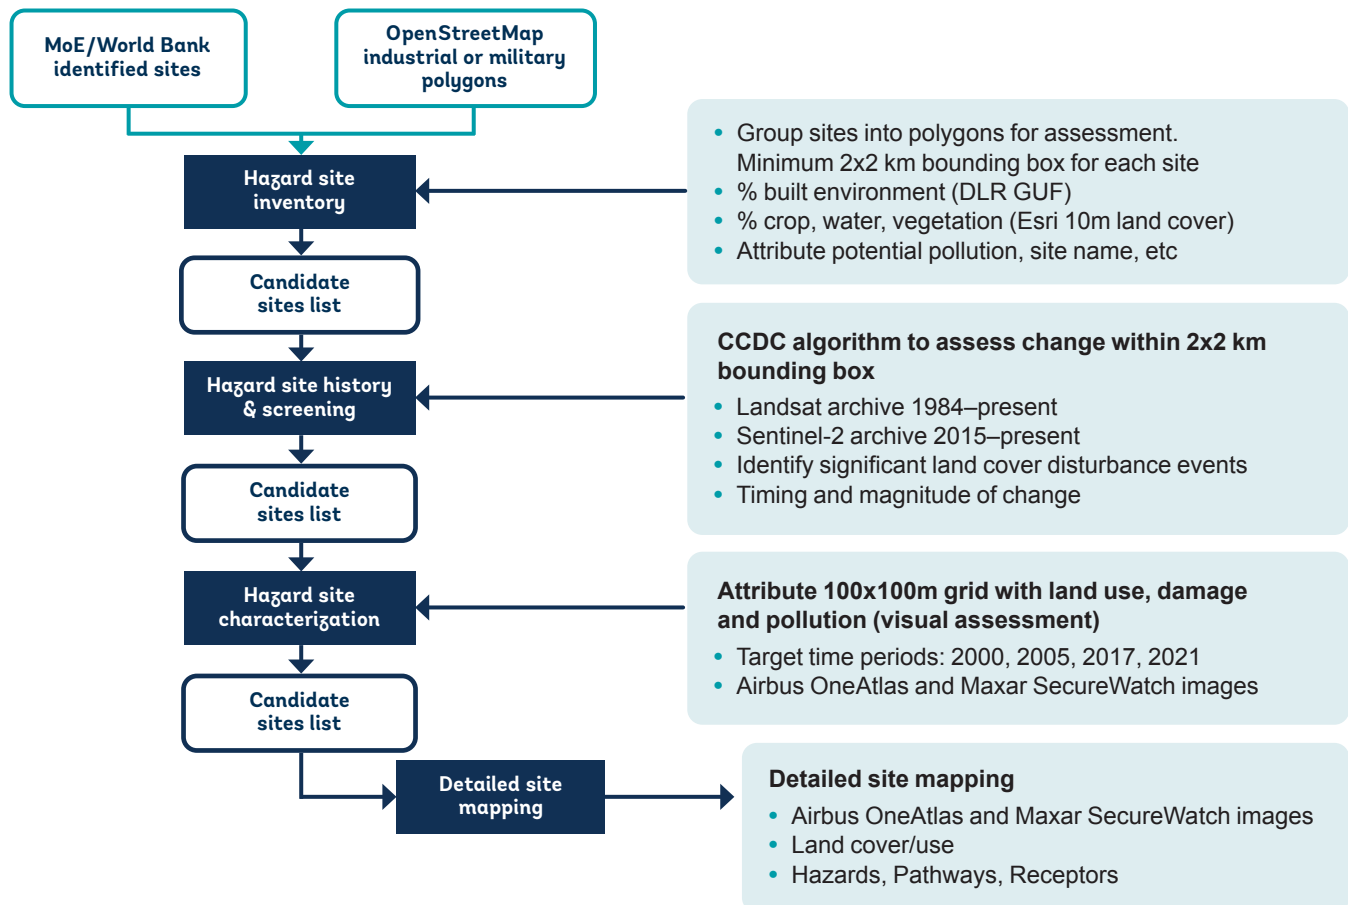 MoE/World Bank
identified sites
OpenStreetMap
industrial or military
polygons
Hazard site
inventory
• Group sites into polygons for assessment.
Minimum 2x2 km bounding box for each site
• % built environment (DLR GUF)
• % crop, water, vegetation (Esri 10m land cover)
• Attribute potential pollution, site name, etc
Candidate
sites list
Hazard site history
& screening
CCDC algorithm to assess change within 2x2 km
bounding box
• Landsat archive 1984–present
• Sentinel-2 archive 2015–present
• Identify significant land cover disturbance events
• Timing and magnitude of change
Candidate
sites list
Hazard site
characterization
Attribute 100x100m grid with land use, damage
and pollution (visual assessment)
• Target time periods: 2000, 2005, 2017, 2021
• Airbus OneAtlas and Maxar SecureWatch images
Candidate
sites list
Detailed site
mapping
Detailed site mapping
• Airbus OneAtlas and Maxar SecureWatch images
• Land cover/use
• Hazards, Pathways, Receptors